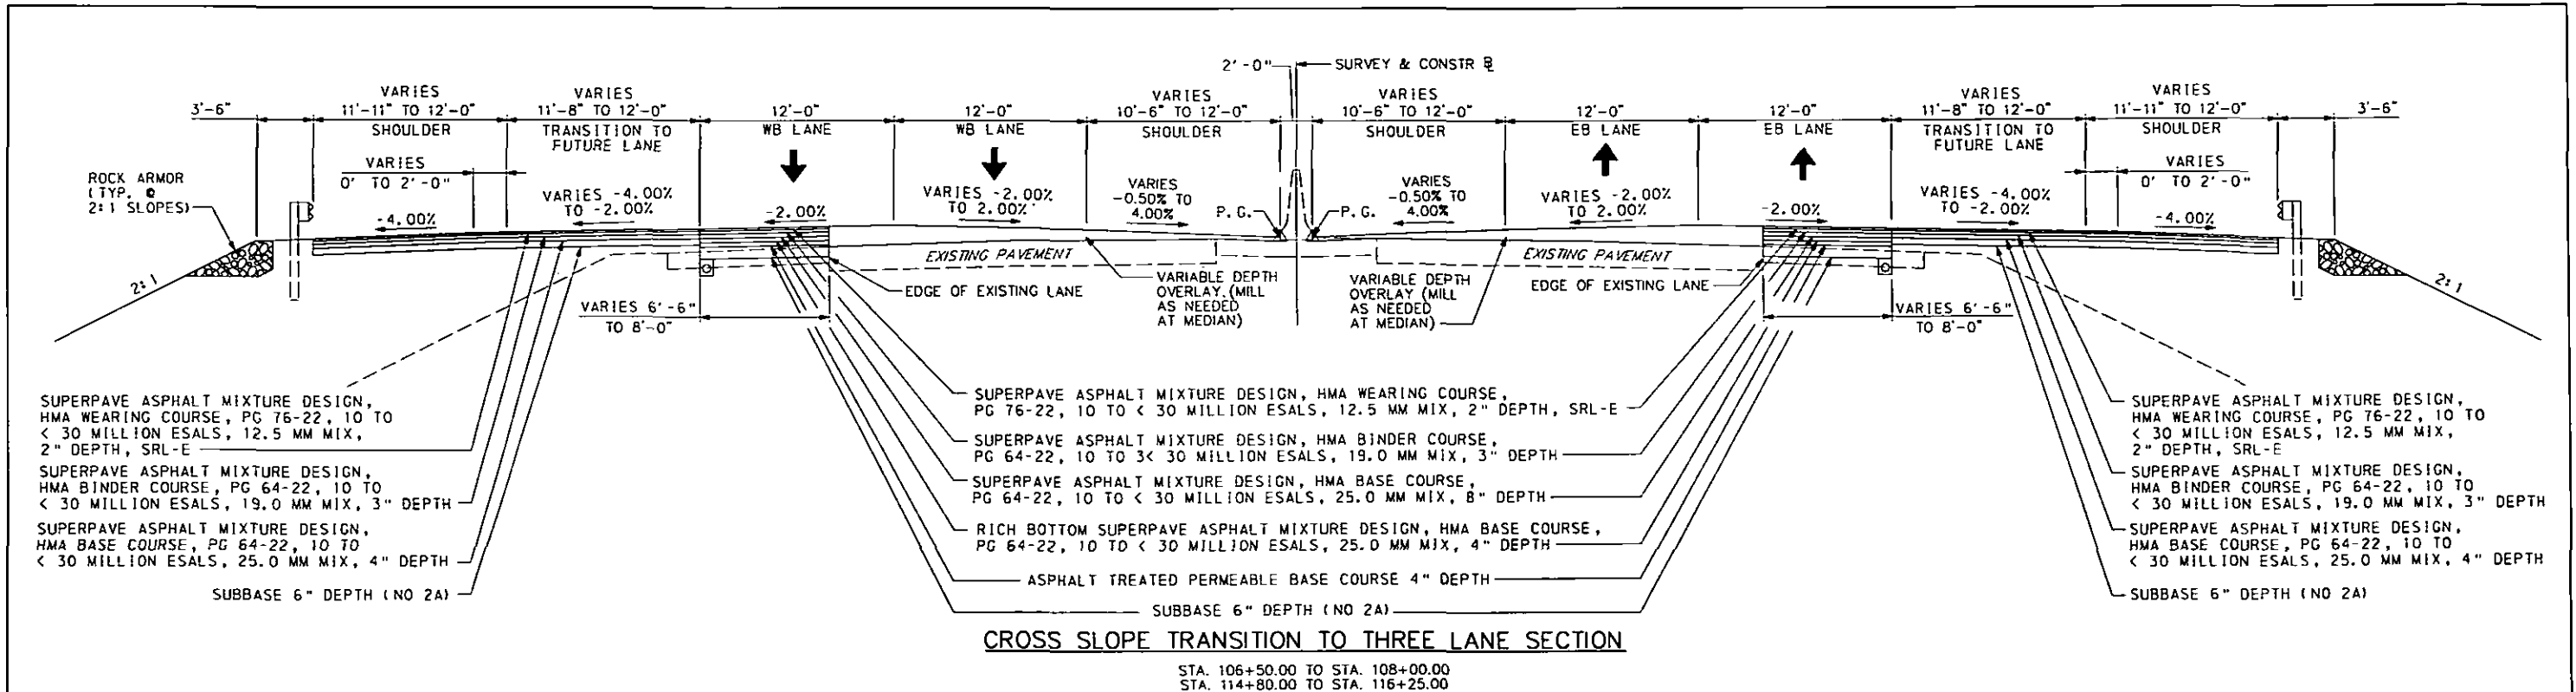 2'-0"
SURVEY & CONSTR ℄
3'-6"
VARIES
11'-11" TO 12'-0"
SHOULDER
VARIES
11'-8" TO 12'-0"
TRANSITION TO
FUTURE LANE
12'-0"
WB LANE
12'-0"
WB LANE
VARIES
10'-6" TO 12'-0"
SHOULDER
VARIES
10'-6" TO 12'-0"
SHOULDER
12'-0"
EB LANE
12'-0"
EB LANE
VARIES
11'-8" TO 12'-0"
TRANSITION TO
FUTURE LANE
VARIES
11'-11" TO 12'-0"
SHOULDER
3'-6"
ROCK ARMOR
(TYP. @
2:1 SLOPES)
VARIES
0' TO 2'-0"
-4.00%
VARIES -4.00%
TO -2.00%
-2.00%
VARIES -2.00%
TO 2.00%
VARIES
-0.50% TO
4.00%
P.G.
P.G.
VARIES
-0.50% TO
4.00%
VARIES -2.00%
TO 2.00%
-2.00%
VARIES -4.00%
TO -2.00%
VARIES
0' TO 2'-0"
-4.00%
2:1
EXISTING PAVEMENT
EXISTING PAVEMENT
2:1
EDGE OF EXISTING LANE
VARIABLE DEPTH
OVERLAY.(MILL
AS NEEDED
AT MEDIAN)
VARIABLE DEPTH
OVERLAY (MILL
AS NEEDED
AT MEDIAN)
EDGE OF EXISTING LANE
VARIES 6'-6"
TO 8'-0"
VARIES 6'-6"
TO 8'-0"
SUPERPAVE ASPHALT MIXTURE DESIGN,
HMA WEARING COURSE, PG 76-22, 10 TO
< 30 MILLION ESALS, 12.5 MM MIX,
2" DEPTH, SRL-E
SUPERPAVE ASPHALT MIXTURE DESIGN,
HMA BINDER COURSE, PG 64-22, 10 TO
< 30 MILLION ESALS, 19.0 MM MIX, 3" DEPTH
SUPERPAVE ASPHALT MIXTURE DESIGN,
HMA BASE COURSE, PG 64-22, 10 TO
< 30 MILLION ESALS, 25.0 MM MIX, 4" DEPTH
SUBBASE 6" DEPTH (NO 2A)
SUPERPAVE ASPHALT MIXTURE DESIGN, HMA WEARING COURSE,
PG 76-22, 10 TO < 30 MILLION ESALS, 12.5 MM MIX, 2" DEPTH, SRL-E
SUPERPAVE ASPHALT MIXTURE DESIGN, HMA BINDER COURSE,
PG 64-22, 10 TO 3< 30 MILLION ESALS, 19.0 MM MIX, 3" DEPTH
SUPERPAVE ASPHALT MIXTURE DESIGN, HMA BASE COURSE,
PG 64-22, 10 TO < 30 MILLION ESALS, 25.0 MM MIX, 8" DEPTH
RICH BOTTOM SUPERPAVE ASPHALT MIXTURE DESIGN, HMA BASE COURSE,
PG 64-22, 10 TO < 30 MILLION ESALS, 25.0 MM MIX, 4" DEPTH
ASPHALT TREATED PERMEABLE BASE COURSE 4" DEPTH
SUBBASE 6" DEPTH (NO 2A)
SUPERPAVE ASPHALT MIXTURE DESIGN,
HMA WEARING COURSE, PG 76-22, 10 TO
< 30 MILLION ESALS, 12.5 MM MIX,
2" DEPTH, SRL-E
SUPERPAVE ASPHALT MIXTURE DESIGN,
HMA BINDER COURSE, PG 64-22, 10 TO
< 30 MILLION ESALS, 19.0 MM MIX, 3" DEPTH
SUPERPAVE ASPHALT MIXTURE DESIGN,
HMA BASE COURSE, PG 64-22, 10 TO
< 30 MILLION ESALS, 25.0 MM MIX, 4" DEPTH
SUBBASE 6" DEPTH (NO 2A)
CROSS SLOPE TRANSITION TO THREE LANE SECTION
STA. 106+50.00 TO STA. 108+00.00
STA. 114+80.00 TO STA. 116+25.00